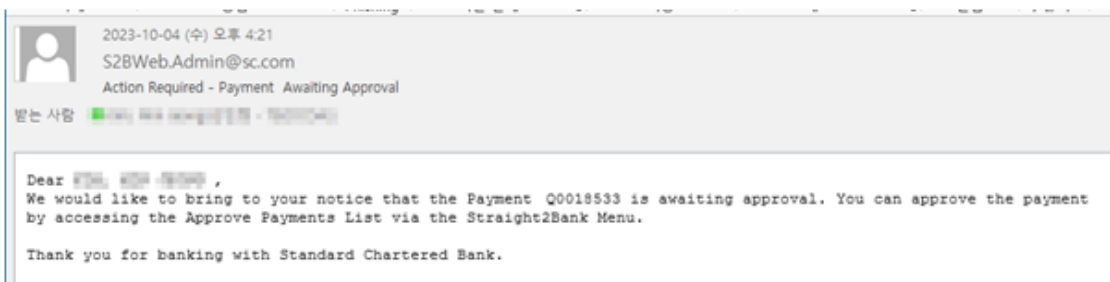 2023-10-04 (수) 오후 4:21
S2BWeb.Admin@sc.com
Action Required - Payment Awaiting Approval
받는 사람
Dear ,
We would like to bring to your notice that the Payment Q0018533 is awaiting approval. You can approve the payment
by accessing the Approve Payments List via the Straight2Bank Menu.
Thank you for banking with Standard Chartered Bank.